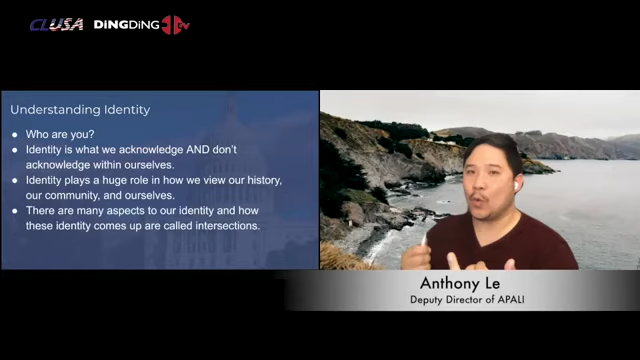 CLUSA DiNGDiNG TV
Understanding Identity
● Who are you?
● Identity is what we acknowledge AND don't
acknowledge within ourselves.
● Identity plays a huge role in how we view our history,
our community, and ourselves.
● There are many aspects to our identity and how
these identity comes up are called intersections.
Anthony Le
Deputy Director of APALI